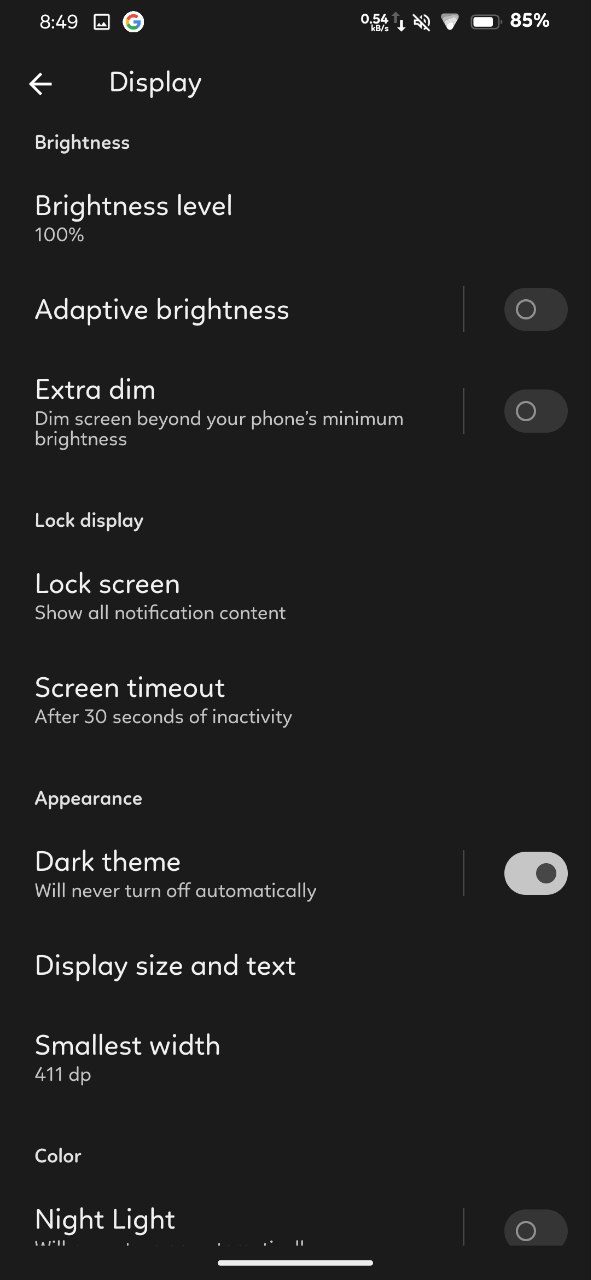 8:49 0.54 kB/s 85%
Display
Brightness
Brightness level
100%
Adaptive brightness
Extra dim
Dim screen beyond your phone's minimum
brightness
Lock display
Lock screen
Show all notification content
Screen timeout
After 30 seconds of inactivity
Appearance
Dark theme
Will never turn off automatically
Display size and text
Smallest width
411 dp
Color
Night Light